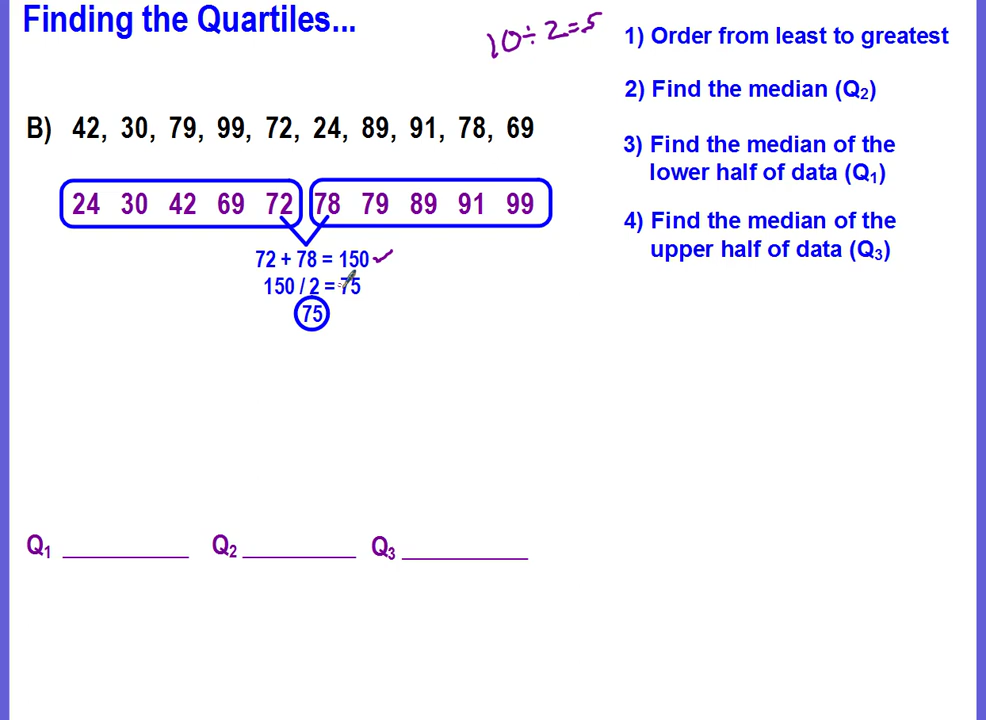 Finding the Quartiles...
10 ÷ 2 = 5
B) 42, 30, 79, 99, 72, 24, 89, 91, 78, 69
24 30 42 69 72 78 79 89 91 99
72 + 78 = 150
150 / 2 = 75
75
1) Order from least to greatest
2) Find the median (Q₂)
3) Find the median of the
lower half of data (Q₁)
4) Find the median of the
upper half of data (Q₃)
Q₁ __________ Q₂ __________ Q₃ __________